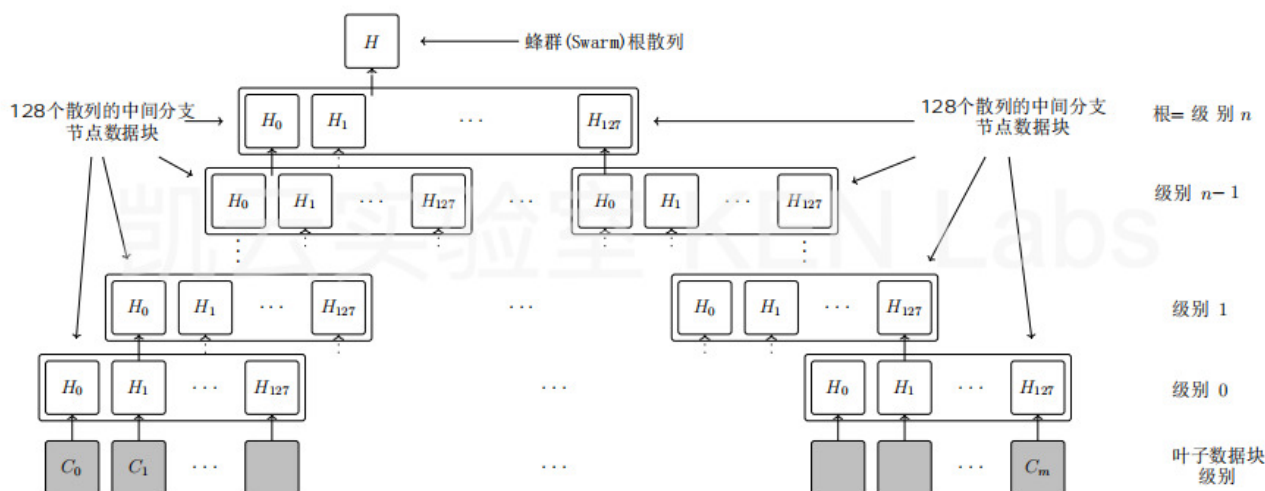 H
蜂群(Swarm)根散列
128个散列的中间分支
节点数据块
H0 H1 ··· H127
128个散列的中间分支
节点数据块
根= 级 别 n
H0 H1 ··· H127 ··· H0 H1 ··· H127
级别 n-1
凯云实验室 KEN Labs
H0 H1 ··· H127 ··· H0 H1 ··· H127
级别 1
H0 H1 ··· H127 ··· H0 H1 ··· H127
级别 0
C0 C1 ··· ··· ··· Cm
叶子数据块
级别